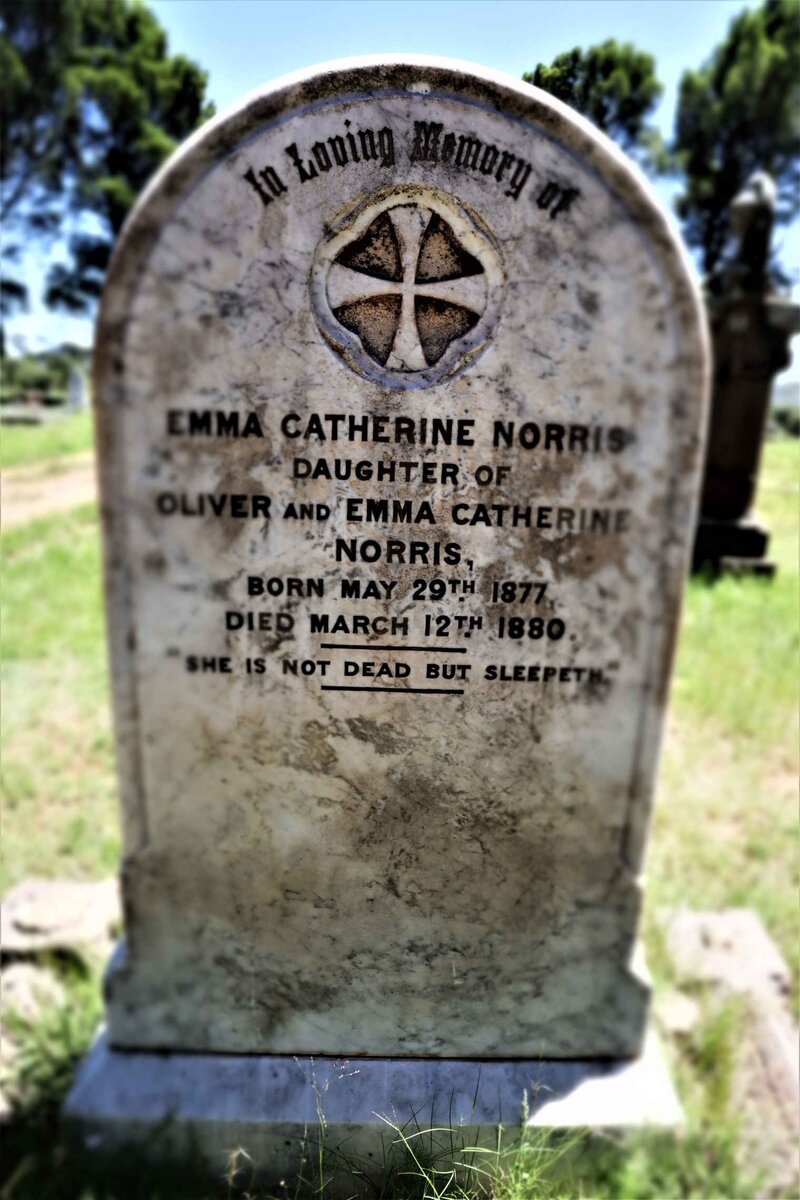 In Loving Memory of
EMMA CATHERINE NORRIS
DAUGHTER OF
OLIVER AND EMMA CATHERINE
NORRIS,
BORN MAY 29TH 1877,
DIED MARCH 12TH 1880.
"SHE IS NOT DEAD BUT SLEEPETH."